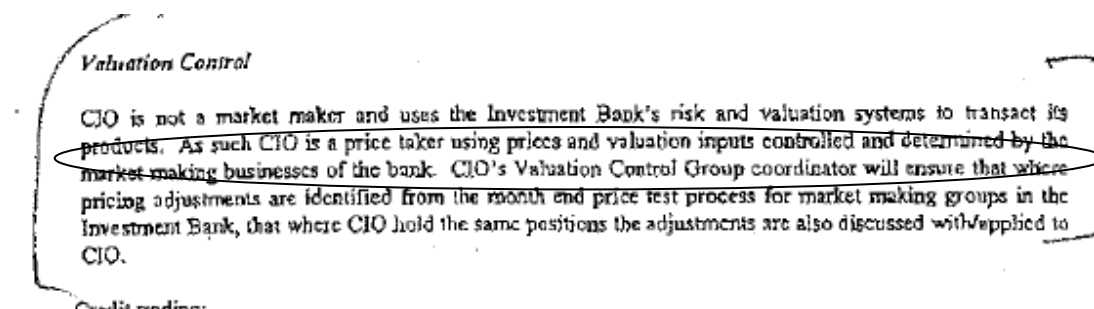 Valuation Control
CIO is not a market maker and uses the Investment Bank's risk and valuation systems to transact its
products. As such CIO is a price taker using prices and valuation inputs controlled and determined by the
market making businesses of the bank. CIO's Valuation Control Group coordinator will ensure that where
pricing adjustments are identified from the month end price test process for market making groups in the
Investment Bank, that where CIO hold the same positions the adjustments are also discussed with/applied to
CIO.
Credit trading: